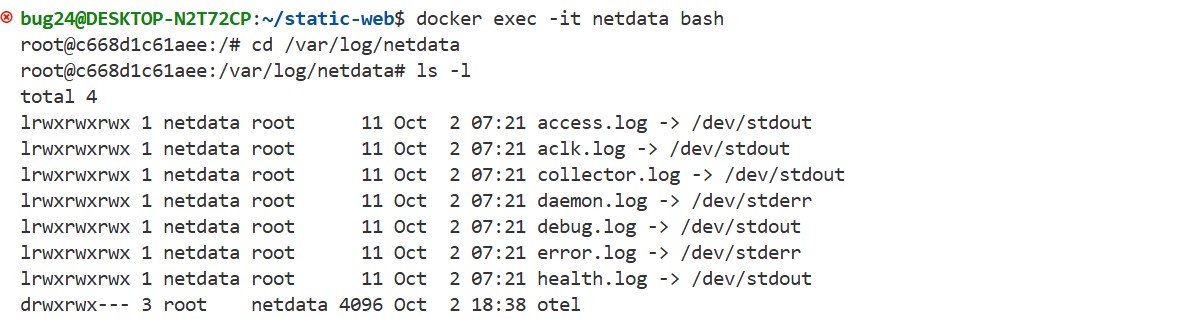 bug24@DESKTOP-N2T72CP:~/static-web$ docker exec -it netdata bash
root@c668d1c61aee:/# cd /var/log/netdata
root@c668d1c61aee:/var/log/netdata# ls -l
total 4
lrwxrwxrwx 1 netdata root      11 Oct  2 07:21 access.log -> /dev/stdout
lrwxrwxrwx 1 netdata root      11 Oct  2 07:21 aclk.log -> /dev/stdout
lrwxrwxrwx 1 netdata root      11 Oct  2 07:21 collector.log -> /dev/stdout
lrwxrwxrwx 1 netdata root      11 Oct  2 07:21 daemon.log -> /dev/stderr
lrwxrwxrwx 1 netdata root      11 Oct  2 07:21 debug.log -> /dev/stdout
lrwxrwxrwx 1 netdata root      11 Oct  2 07:21 error.log -> /dev/stderr
lrwxrwxrwx 1 netdata root      11 Oct  2 07:21 health.log -> /dev/stdout
drwxrwx--- 3 root    netdata 4096 Oct  2 18:38 otel